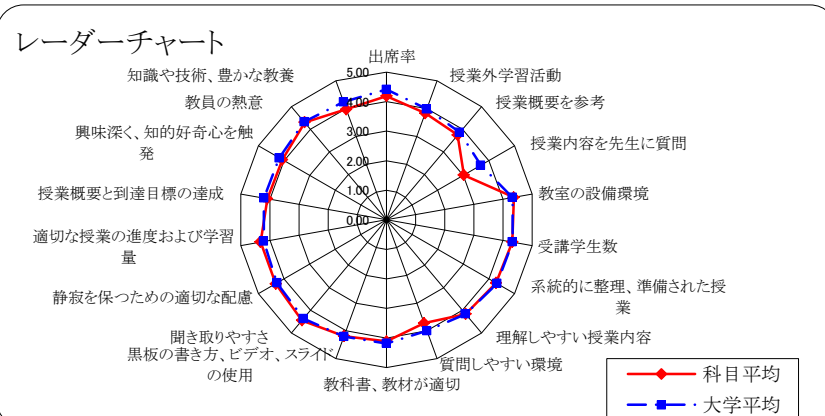 レーダーチャート
出席率
授業外学習活動
授業概要を参考
授業内容を先生に質問
教室の設備環境
受講学生数
系統的に整理、準備された授
業
理解しやすい授業内容
質問しやすい環境
教科書、教材が適切
黒板の書き方、ビデオ、スライド
の使用
聞き取りやすさ
静寂を保つための適切な配慮
適切な授業の進度および学習
量
授業概要と到達目標の達成
興味深く、知的好奇心を触
発
教員の熱意
知識や技術、豊かな教養
5.00
4.00
3.00
2.00
1.00
0.00
科目平均
大学平均